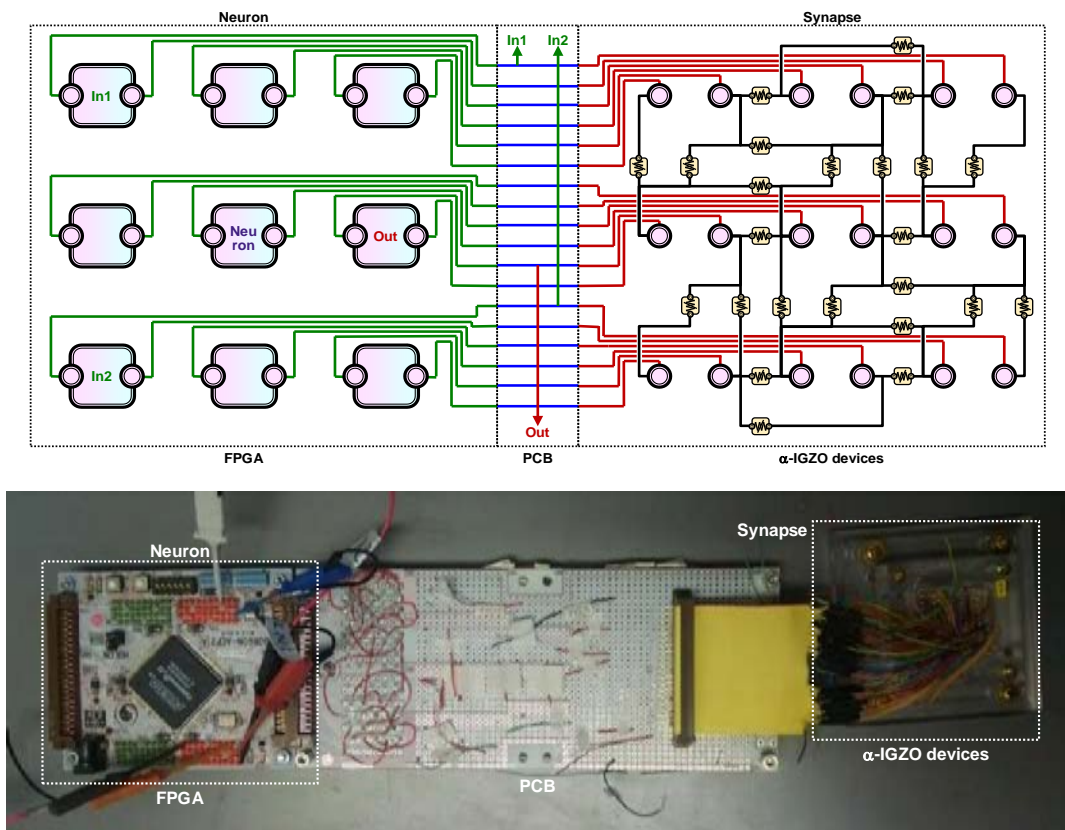 Neuron
Synapse
In1
In2
In1
Neu
ron
Out
In2
Out
FPGA
PCB
α-IGZO devices
Neuron
Synapse
FPGA
PCB
α-IGZO devices